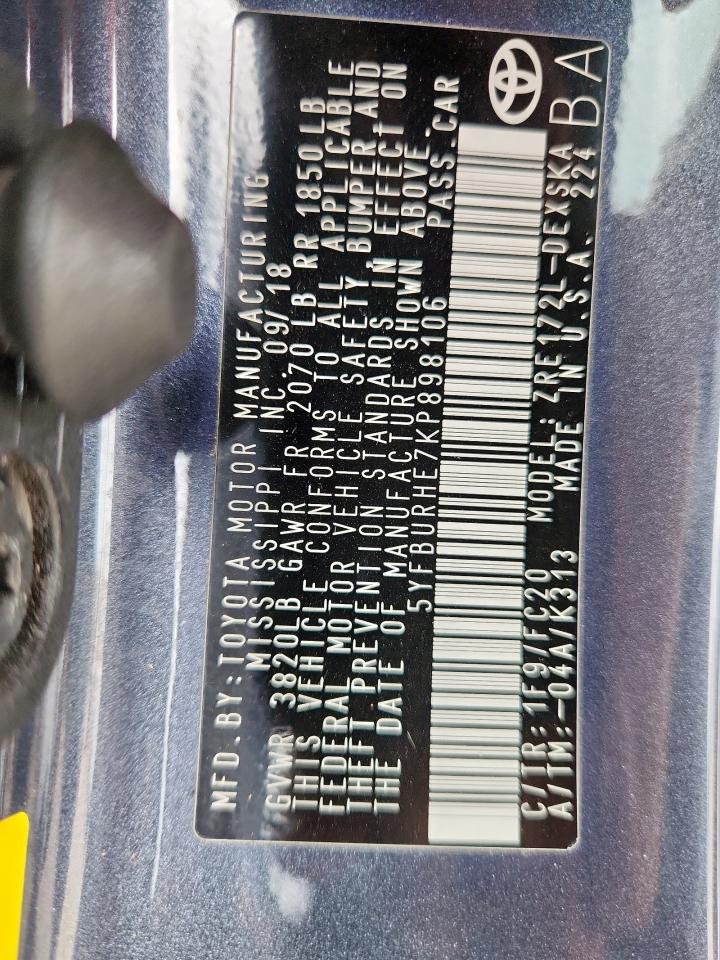 MFD.BY:TOYOTA MOTOR MANUFACTURING,
MISSISSIPPI INC 09/18
GVWR 3820LB GAWR FR 2070 LB RR 1850LB
THIS VEHICLE CONFORMS TO ALL APPLICABLE
FEDERAL MOTOR VEHICLE SAFETY BUMPER AND
THEFT PREVENTION STANDARDS IN EFFECT ON
THE DATE OF MANUFACTURE SHOWN ABOVE.
5YFBURHE7KP898106 PASS.CAR
C/TR: 1F9/FC20 MODEL: ZRE172L-DEXSKA
A/TM:-04A/K313 MADE IN U.S.A. 224 BA